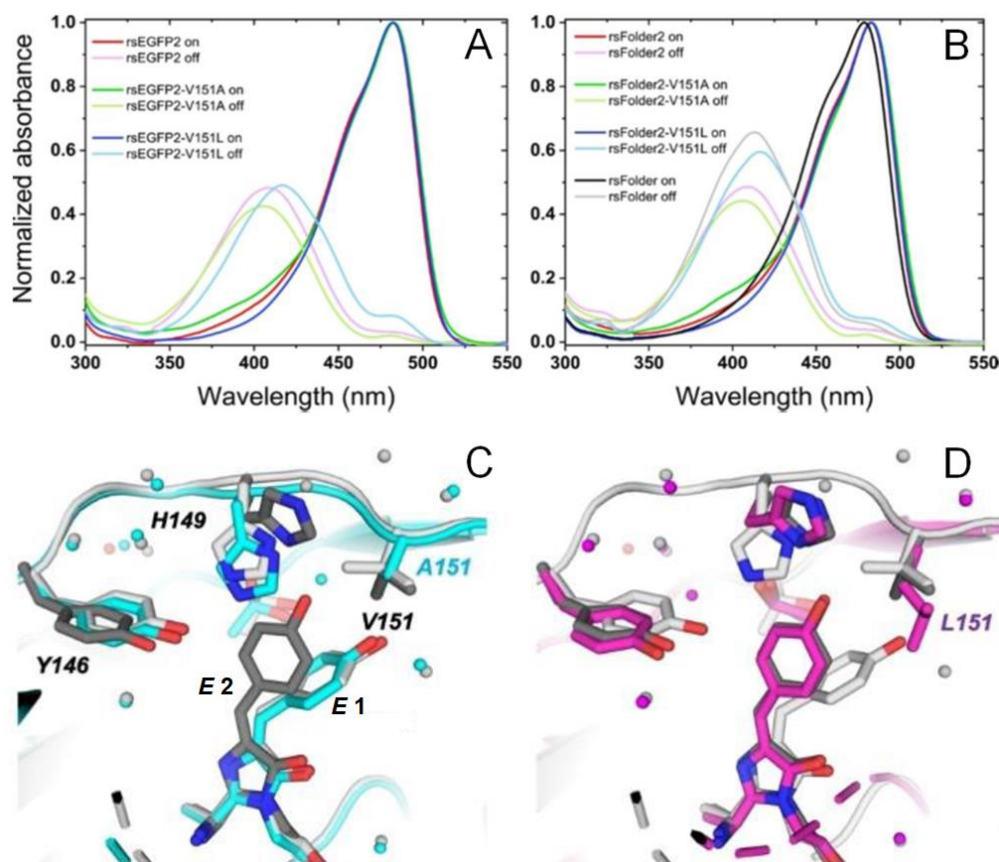 A
rsEGFP2 on
rsEGFP2 off
rsEGFP2-V151A on
rsEGFP2-V151A off
rsEGFP2-V151L on
rsEGFP2-V151L off
Normalized absorbance
1.0
0.8
0.6
0.4
0.2
0.0
300 350 400 450 500 550
Wavelength (nm)
B
rsFolder2 on
rsFolder2 off
rsFolder2-V151A on
rsFolder2-V151A off
rsFolder2-V151L on
rsFolder2-V151L off
rsFolder on
rsFolder off
1.0
0.8
0.6
0.4
0.2
0.0
300 350 400 450 500 550
Wavelength (nm)
C
H149
A151
V151
Y146
E 2
E 1
D
L151